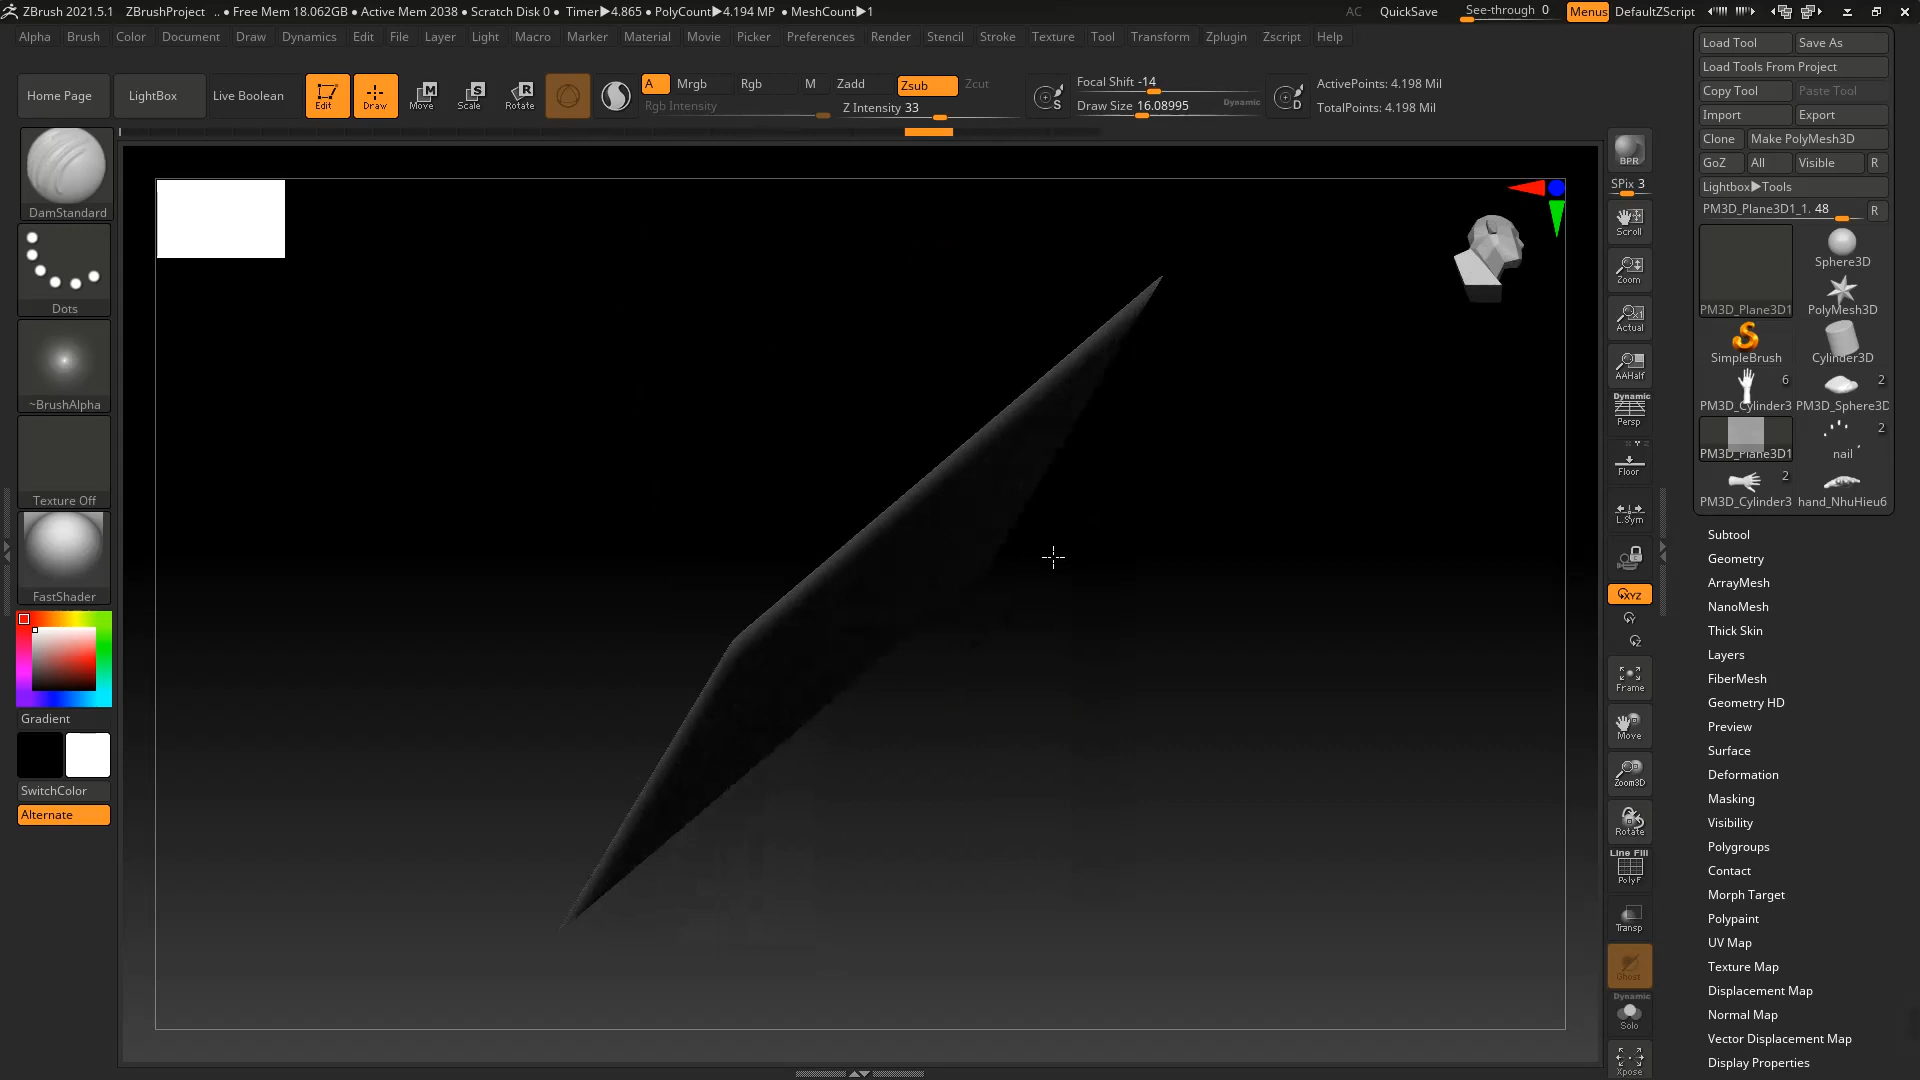 ZBrush 2021.5.1 ZBrushProject .. • Free Mem 18.062GB • Active Mem 2038 • Scratch Disk 0 • Timer▶4.865 • PolyCount▶4.194 MP • MeshCount▶1 AC QuickSave See-through 0 Menus DefaultZScript
Alpha Brush Color Document Draw Dynamics Edit File Layer Light Macro Marker Material Movie Picker Preferences Render Stencil Stroke Texture Tool Transform Zplugin Zscript Help
Home Page LightBox Live Boolean Edit Draw Move Scale Rotate
A Mrgb Rgb M Zadd Zsub Zcut
Rgb Intensity Z Intensity 33
Focal Shift -14
Draw Size 16.08995 Dynamic
ActivePoints: 4.198 Mil
TotalPoints: 4.198 Mil
DamStandard
Dots
~BrushAlpha
Texture Off
FastShader
Gradient
SwitchColor
Alternate
BPR
SPix 3
Scroll
Zoom
Actual
AAHalf
Dynamic
Persp
Floor
L.Sym
XYZ
Y
Z
Frame
Move
Zoom3D
Rotate
Line Fill
PolyF
Transp
Ghost
Dynamic
Solo
Xpose
Load Tool Save As
Load Tools From Project
Copy Tool Paste Tool
Import Export
Clone Make PolyMesh3D
GoZ All Visible R
Lightbox▶Tools
PM3D_Plane3D1_1. 48 R
Sphere3D
PM3D_Plane3D1 PolyMesh3D
SimpleBrush Cylinder3D
6 2
PM3D_Cylinder3 PM3D_Sphere3D
2
PM3D_Plane3D1 nail
2
PM3D_Cylinder3 hand_NhuHieu6
Subtool
Geometry
ArrayMesh
NanoMesh
Thick Skin
Layers
FiberMesh
Geometry HD
Preview
Surface
Deformation
Masking
Visibility
Polygroups
Contact
Morph Target
Polypaint
UV Map
Texture Map
Displacement Map
Normal Map
Vector Displacement Map
Display Properties